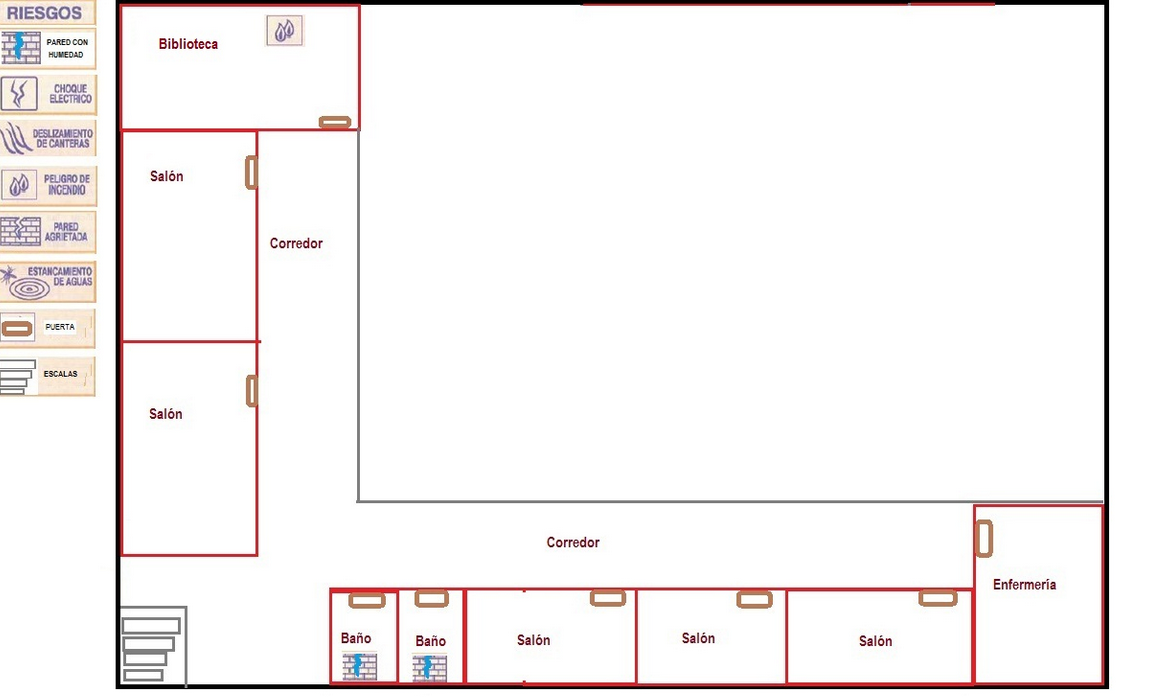 RIESGOS
PARED CON
HUMEDAD
CHOQUE
ELECTRICO
DESLIZAMIENTO
DE CANTERAS
PELIGRO DE
INCENDIO
PARED
AGRIETADA
ESTANCAMIENTO
DE AGUAS
PUERTA
ESCALAS
Biblioteca
Salón
Corredor
Salón
Corredor
Enfermería
Baño
Baño
Salón
Salón
Salón